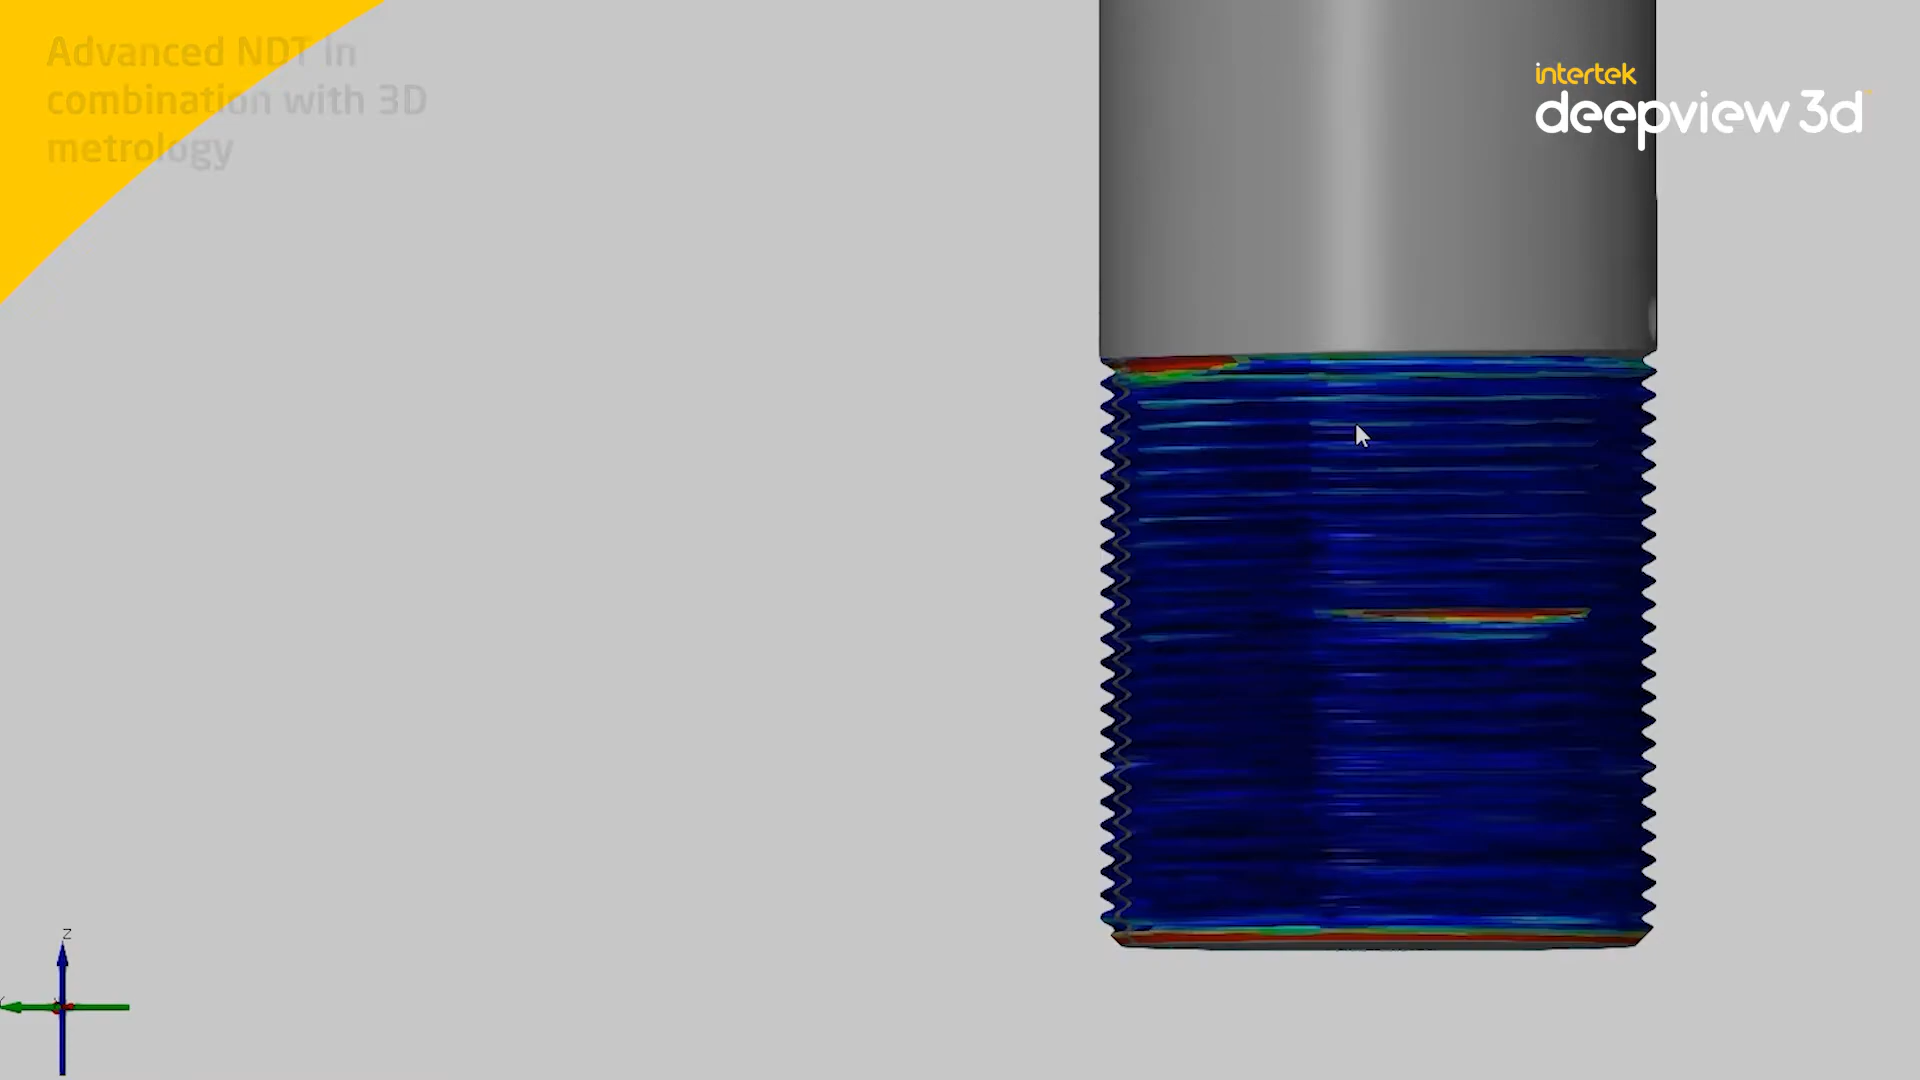 Advanced NDT in
combination with 3D
metrology
intertek
deepview 3d
Z